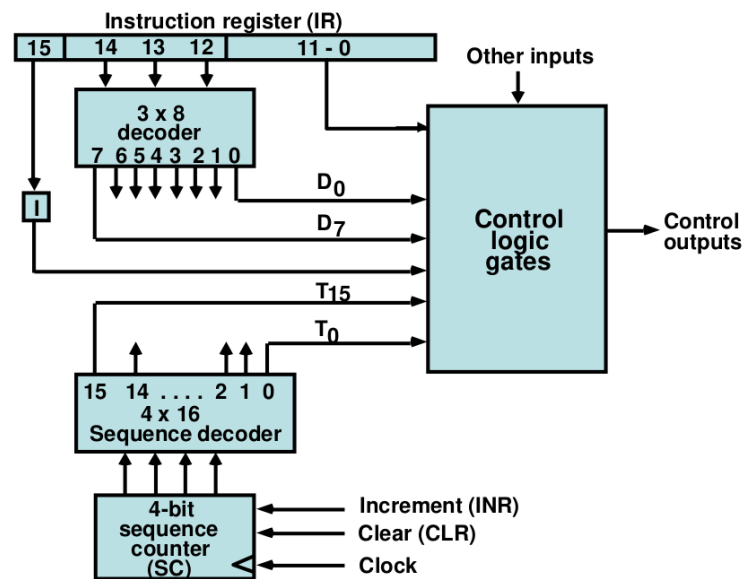 Instruction register (IR)
15 14 13 12 11 - 0
Other inputs
3 x 8
decoder
7 6 5 4 3 2 1 0
D0
I
D7
Control
logic
gates
Control
outputs
T15
T0
15 14 . . . . 2 1 0
4 x 16
Sequence decoder
4-bit
sequence
counter
(SC)
Increment (INR)
Clear (CLR)
Clock